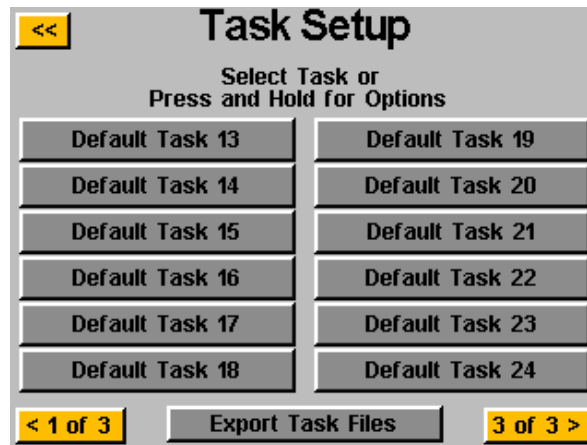 <<
Task Setup
Select Task or
Press and Hold for Options
Default Task 13
Default Task 19
Default Task 14
Default Task 20
Default Task 15
Default Task 21
Default Task 16
Default Task 22
Default Task 17
Default Task 23
Default Task 18
Default Task 24
< 1 of 3
Export Task Files
3 of 3 >